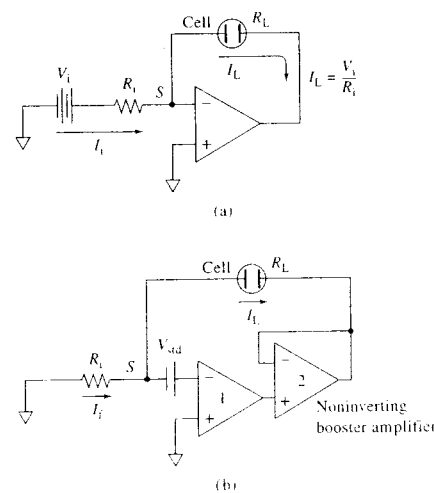 Cell
R_L
V_i
R_i
S
I_L
I_L = V_i/R_i
−
+
I_i
(a)
Cell
R_L
I_L
V_std
R_i
S
I_i
−
1
+
−
2
+
Noninverting
booster amplifier
(b)